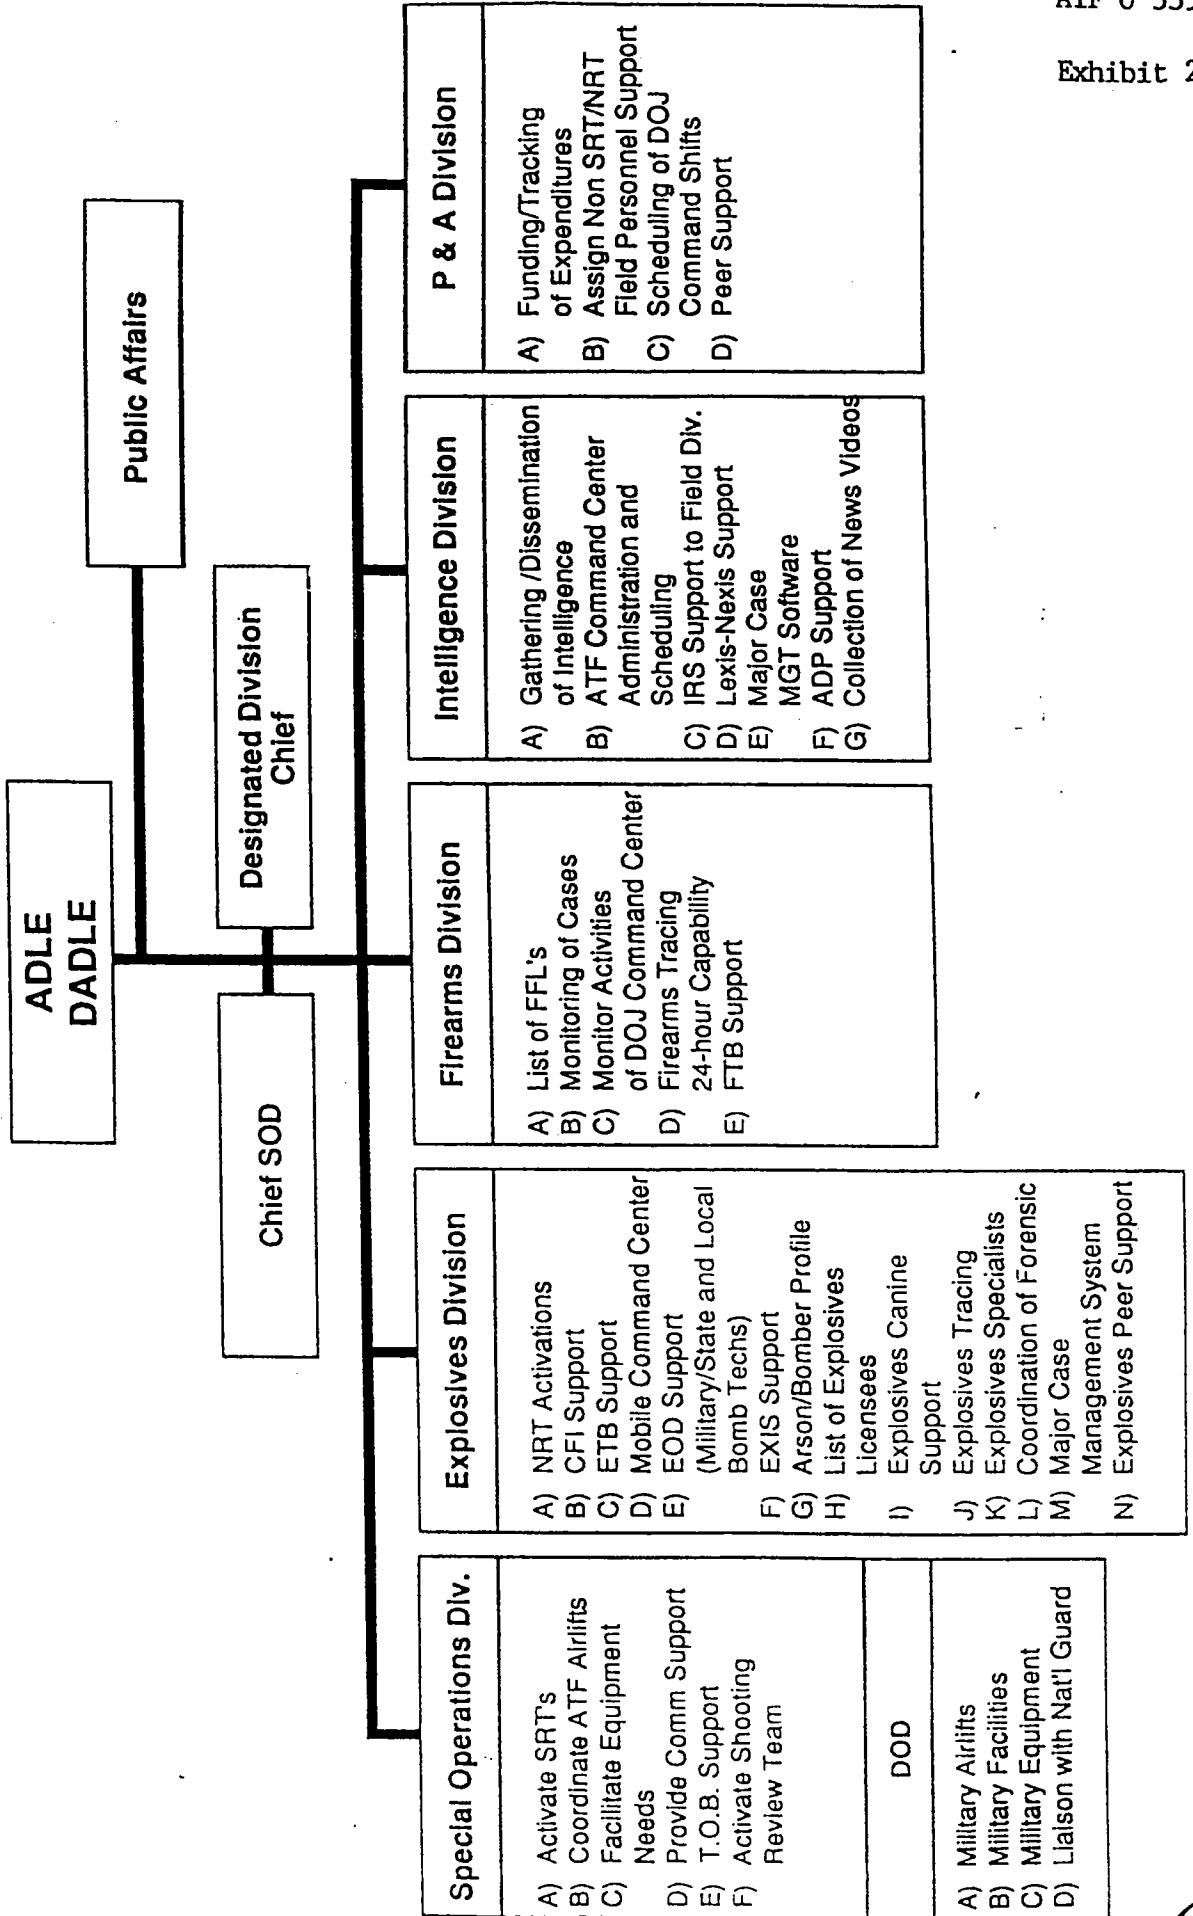 ADLE
DADLE
Public Affairs
Chief SOD
Designated Division
Chief
Special Operations Div.
A) Activate SRT's
B) Coordinate ATF Airlifts
C) Facilitate Equipment
Needs
D) Provide Comm Support
E) T.O.B. Support
F) Activate Shooting
Review Team
DOD
A) Military Airlifts
B) Military Facilities
C) Military Equipment
D) Liaison with Nat'l Guard
Explosives Division
A) NRT Activations
B) CFI Support
C) ETB Support
D) Mobile Command Center
E) EOD Support
(Military/State and Local
Bomb Techs)
F) EXIS Support
G) Arson/Bomber Profile
H) List of Explosives
Licensees
I) Explosives Canine
Support
J) Explosives Tracing
K) Explosives Specialists
L) Coordination of Forensic
M) Major Case
Management System
N) Explosives Peer Support
Firearms Division
A) List of FFL's
B) Monitoring of Cases
C) Monitor Activities
of DOJ Command Center
D) Firearms Tracing
24-hour Capability
E) FTB Support
Intelligence Division
A) Gathering /Dissemination
of Intelligence
B) ATF Command Center
Administration and
Scheduling
C) IRS Support to Field Div.
D) Lexis-Nexis Support
E) Major Case
MGT Software
F) ADP Support
G) Collection of News Videos
P & A Division
A) Funding/Tracking
of Expenditures
B) Assign Non SRT/NRT
Field Personnel Support
C) Scheduling of DOJ
Command Shifts
D) Peer Support
Exhibit 2